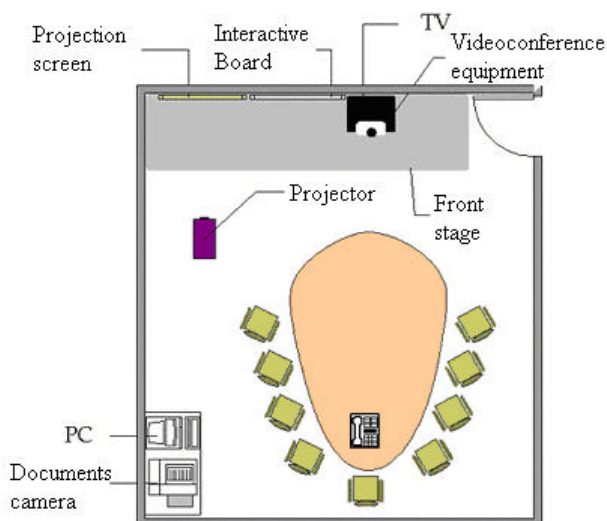 Projection
screen
Interactive
Board
TV
Videoconference
equipment
Projector
Front
stage
PC
Documents
camera